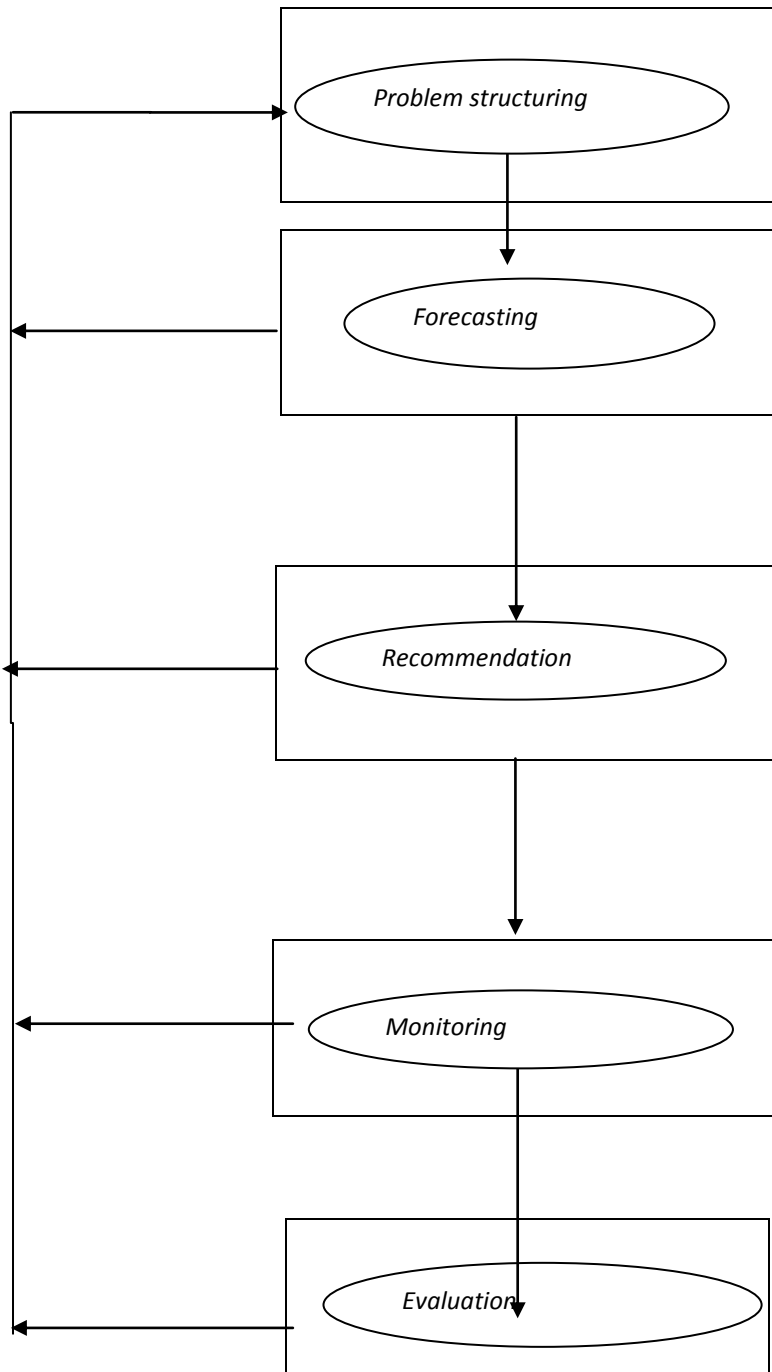 Problem structuring
Forecasting
Recommendation
Monitoring
Evaluation